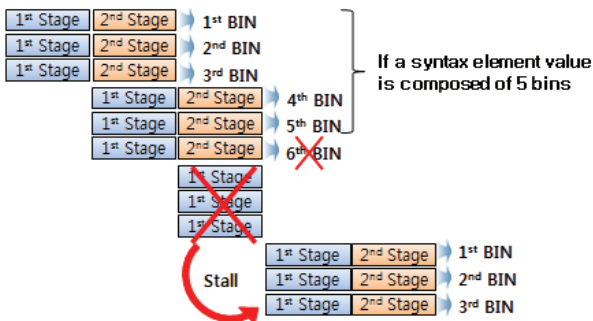 1st Stage 2nd Stage 1st BIN
1st Stage 2nd Stage 2nd BIN
1st Stage 2nd Stage 3rd BIN
If a syntax element value
is composed of 5 bins
1st Stage 2nd Stage 4th BIN
1st Stage 2nd Stage 5th BIN
1st Stage 2nd Stage 6th BIN
1st Stage
1st Stage
1st Stage
Stall
1st Stage 2nd Stage 1st BIN
1st Stage 2nd Stage 2nd BIN
1st Stage 2nd Stage 3rd BIN